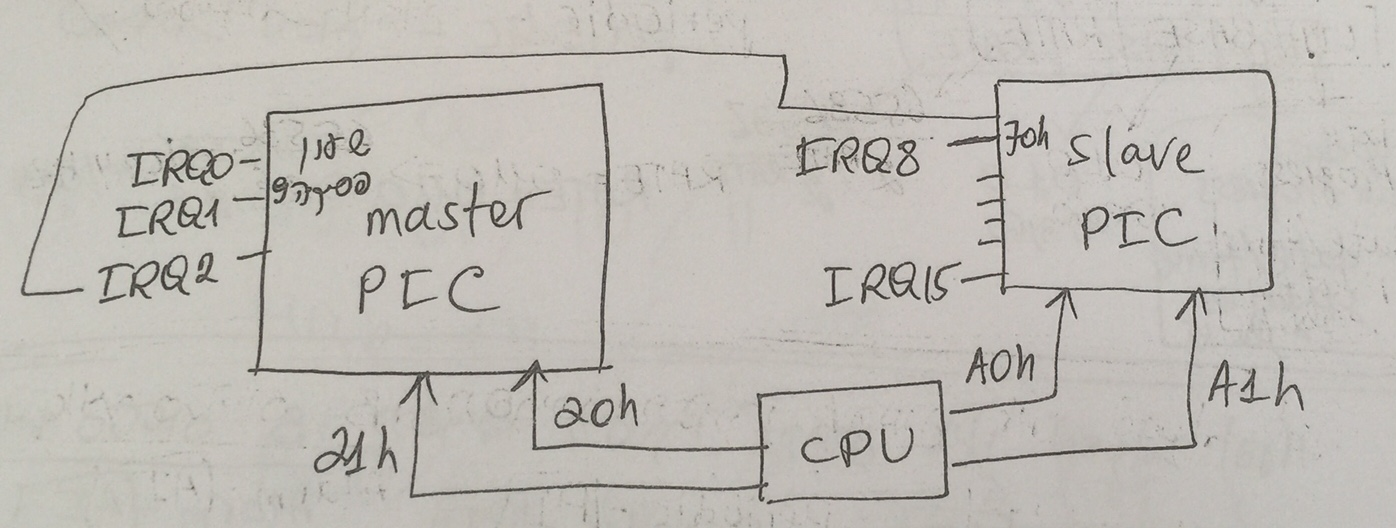 IRQ0
IRQ1
IRQ2
master
PIC
IRQ8
70h
Slave
PIC
IRQ15
21h
20h
CPU
A0h
A1h